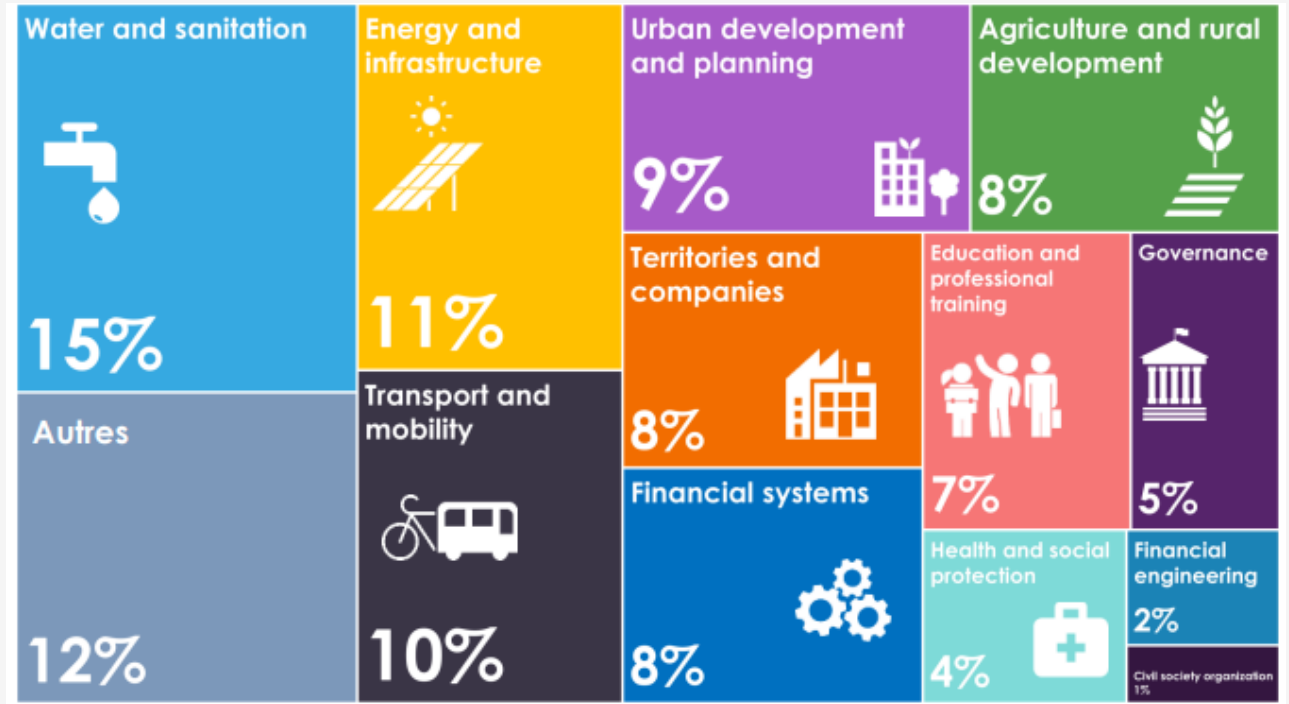 Water and sanitation
15%
Autres
12%
Energy and
infrastructure
11%
Transport and
mobility
10%
Urban development
and planning
9%
Agriculture and rural
development
8%
Territories and
companies
8%
Financial systems
8%
Education and
professional
training
7%
Governance
5%
Health and social
protection
4%
Financial
engineering
2%
Civil society organization
1%